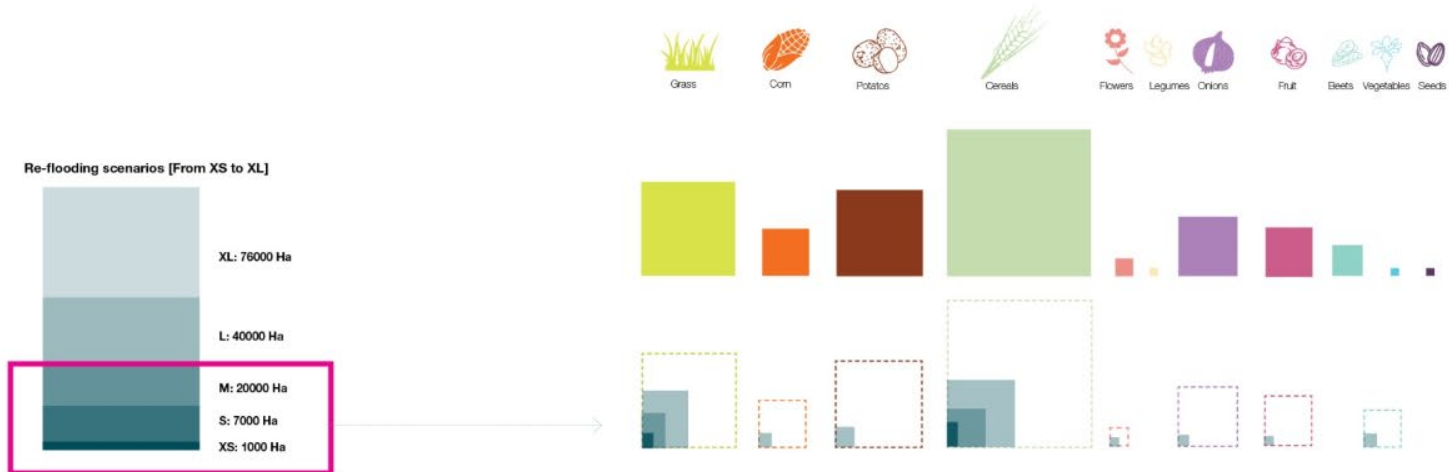 Grass Corn Potatos Cereals Flowers Legumes Onions Fruit Beets Vegetables Seeds
Re-flooding scenarios [From XS to XL]
XL: 76000 Ha
L: 40000 Ha
M: 20000 Ha
S: 7000 Ha
XS: 1000 Ha